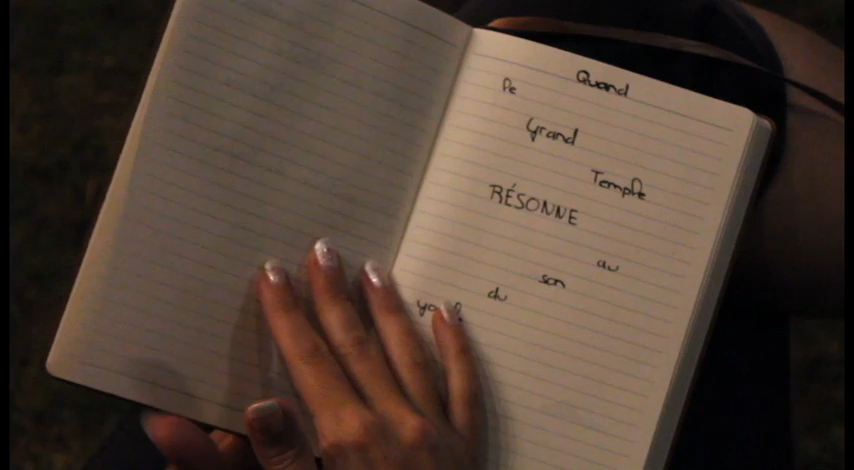 Quand
le
Grand
Temple
RÉSONNE
au
son
du